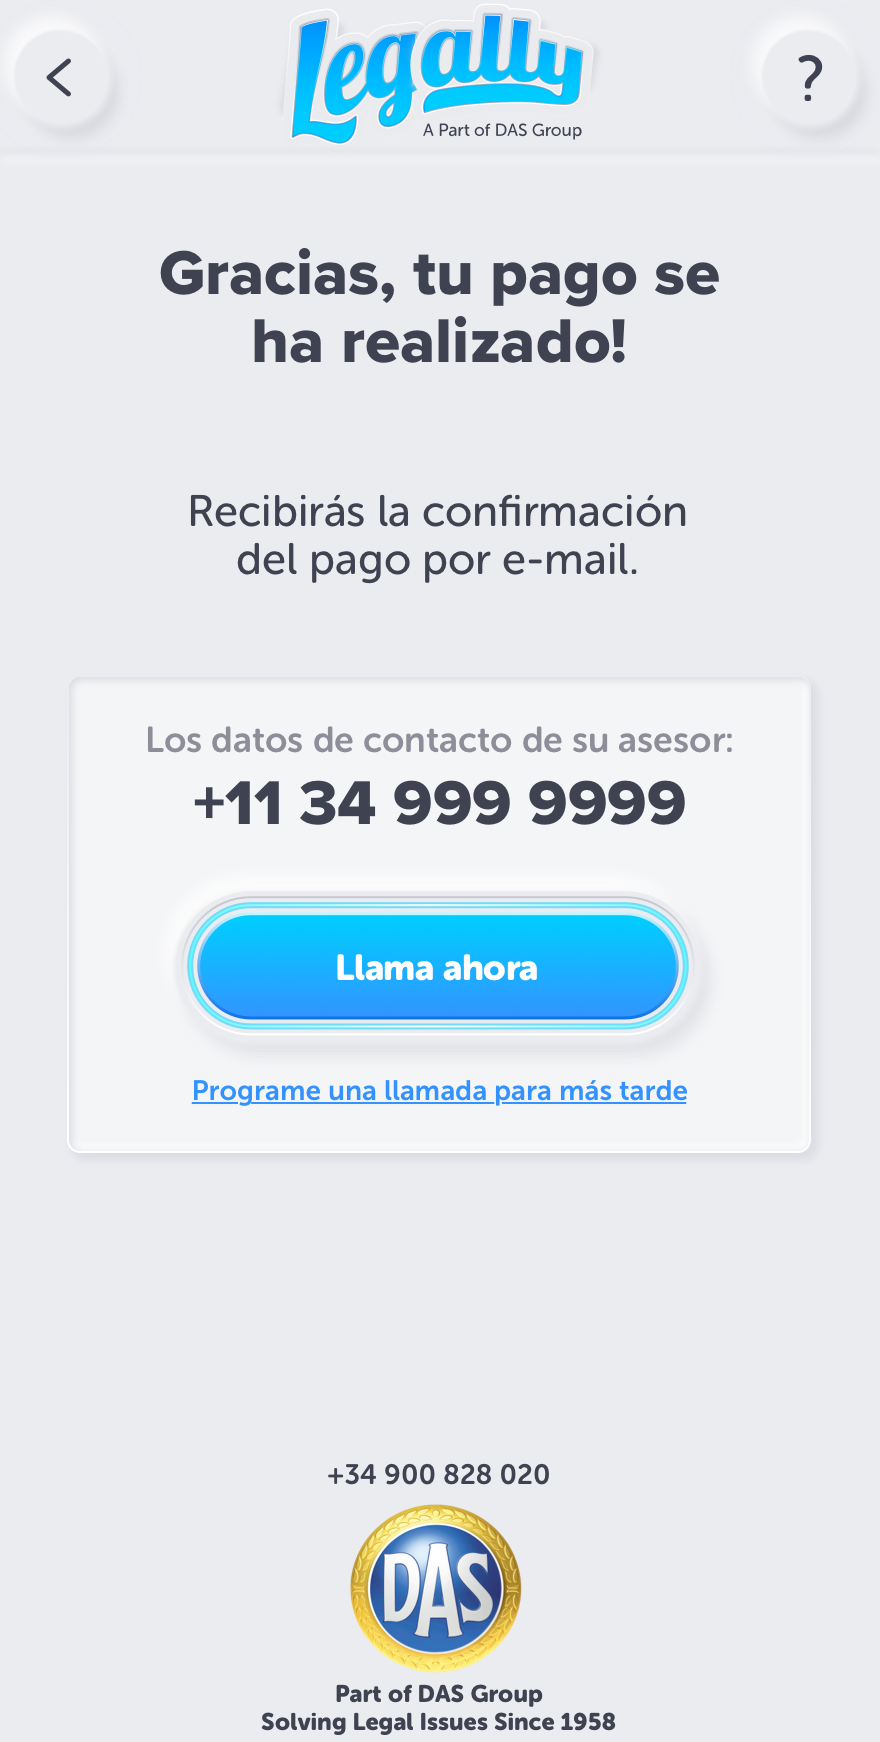 Legally
A Part of DAS Group
?
Gracias, tu pago se
ha realizado!
Recibirás la confirmación
del pago por e-mail.
Los datos de contacto de su asesor:
+11 34 999 9999
Llama ahora
Programe una llamada para más tarde
+34 900 828 020
DAS
Part of DAS Group
Solving Legal Issues Since 1958